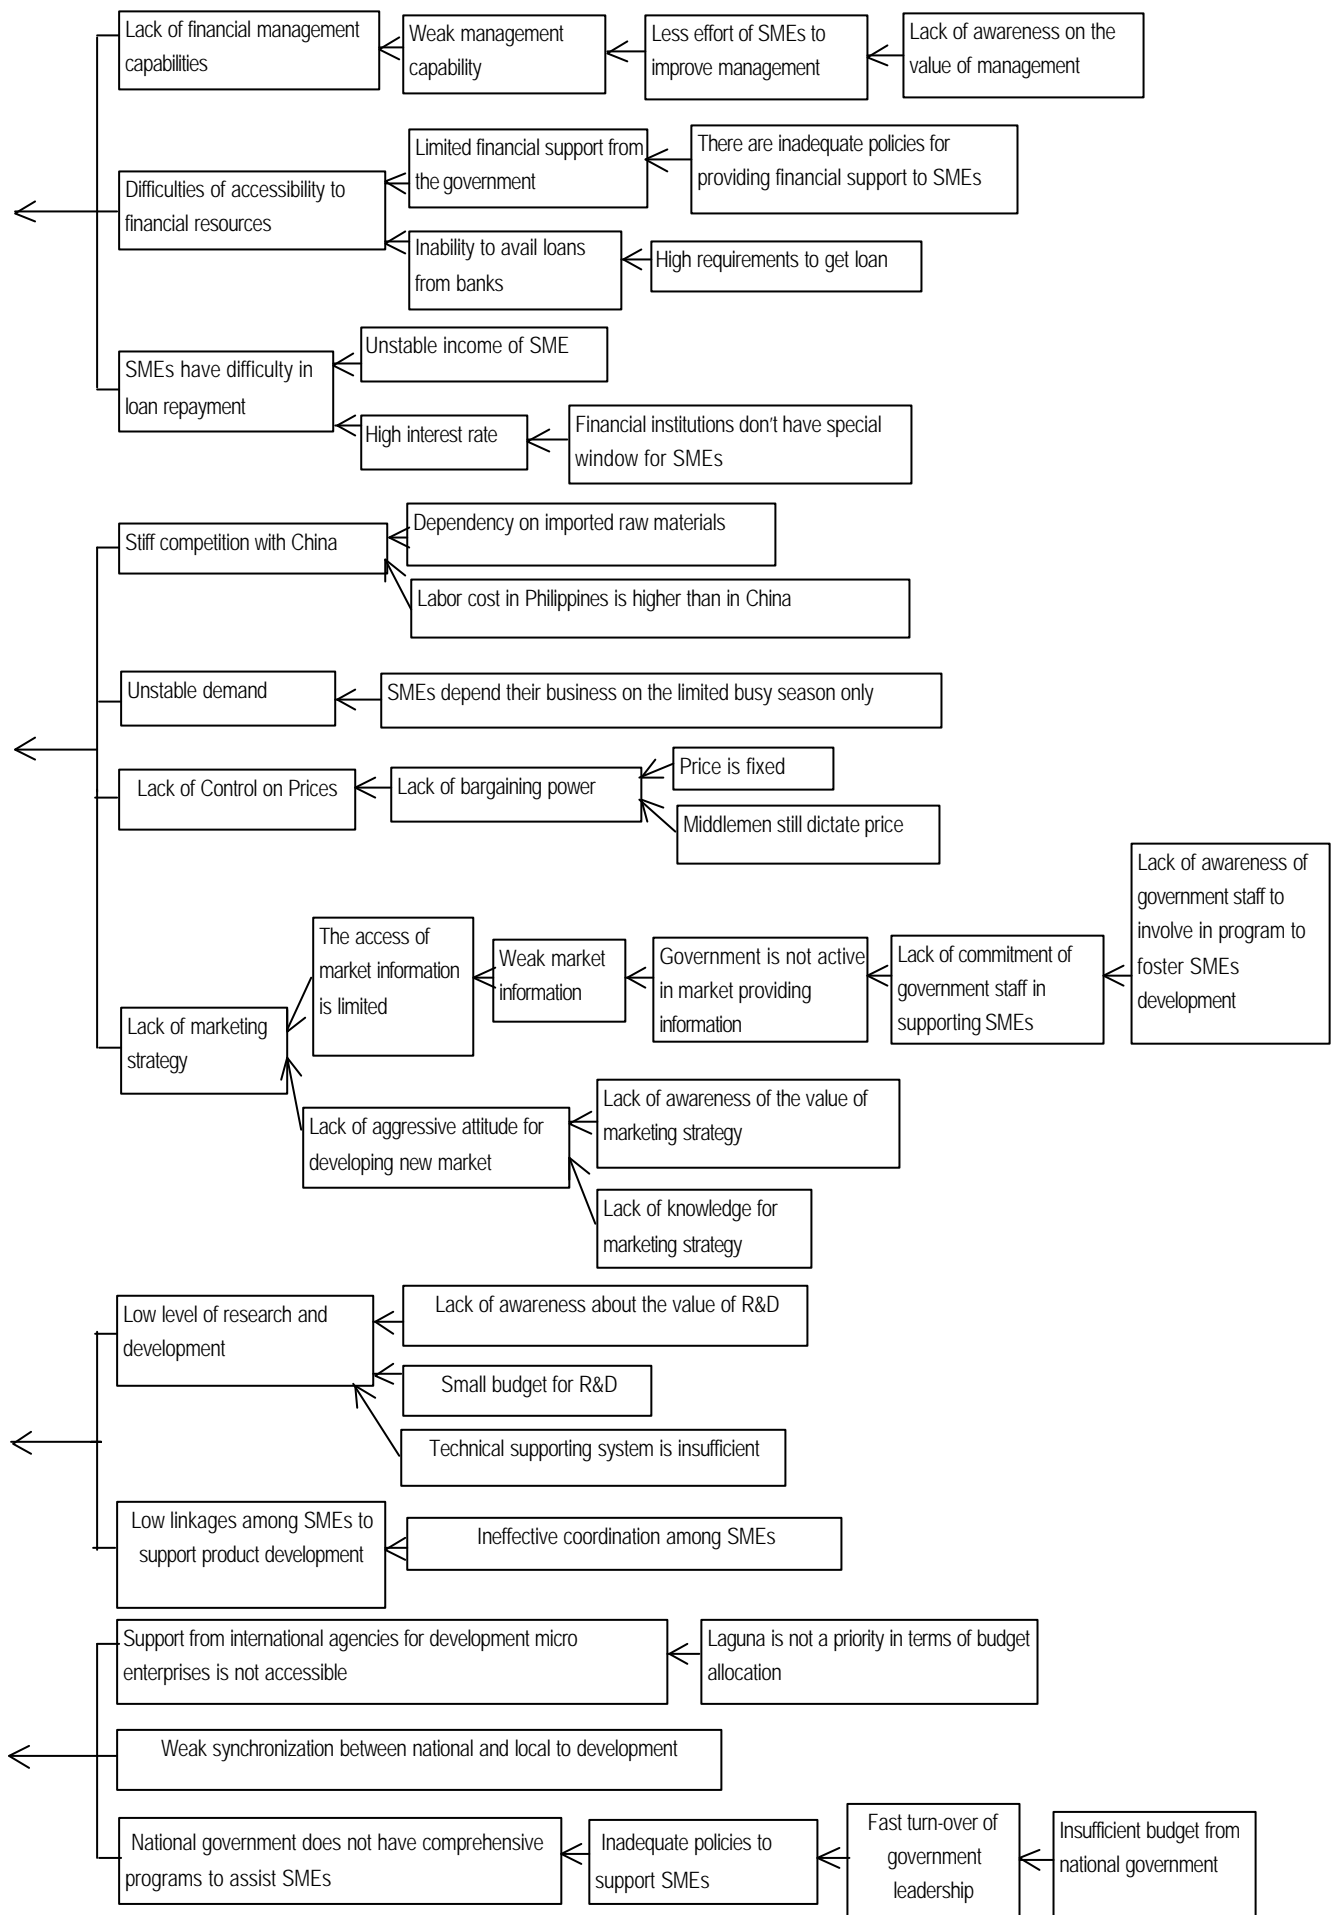 Lack of financial management
capabilities
Weak management
capability
Less effort of SMEs to
improve management
Lack of awareness on the
value of management
Difficulties of accessibility to
financial resources
Limited financial support from
the government
There are inadequate policies for
providing financial support to SMEs
Inability to avail loans
from banks
High requirements to get loan
SMEs have difficulty in
loan repayment
Unstable income of SME
High interest rate
Financial institutions don't have special
window for SMEs
Stiff competition with China
Dependency on imported raw materials
Labor cost in Philippines is higher than in China
Unstable demand
SMEs depend their business on the limited busy season only
Lack of Control on Prices
Lack of bargaining power
Price is fixed
Middlemen still dictate price
Lack of marketing
strategy
The access of
market information
is limited
Weak market
information
Government is not active
in market providing
information
Lack of commitment of
government staff in
supporting SMEs
Lack of awareness of
government staff to
involve in program to
foster SMEs
development
Lack of aggressive attitude for
developing new market
Lack of awareness of the value of
marketing strategy
Lack of knowledge for
marketing strategy
Low level of research and
development
Lack of awareness about the value of R&D
Small budget for R&D
Technical supporting system is insufficient
Low linkages among SMEs to
support product development
Ineffective coordination among SMEs
Support from international agencies for development micro
enterprises is not accessible
Laguna is not a priority in terms of budget
allocation
Weak synchronization between national and local to development
National government does not have comprehensive
programs to assist SMEs
Inadequate policies to
support SMEs
Fast turn-over of
government
leadership
Insufficient budget from
national government